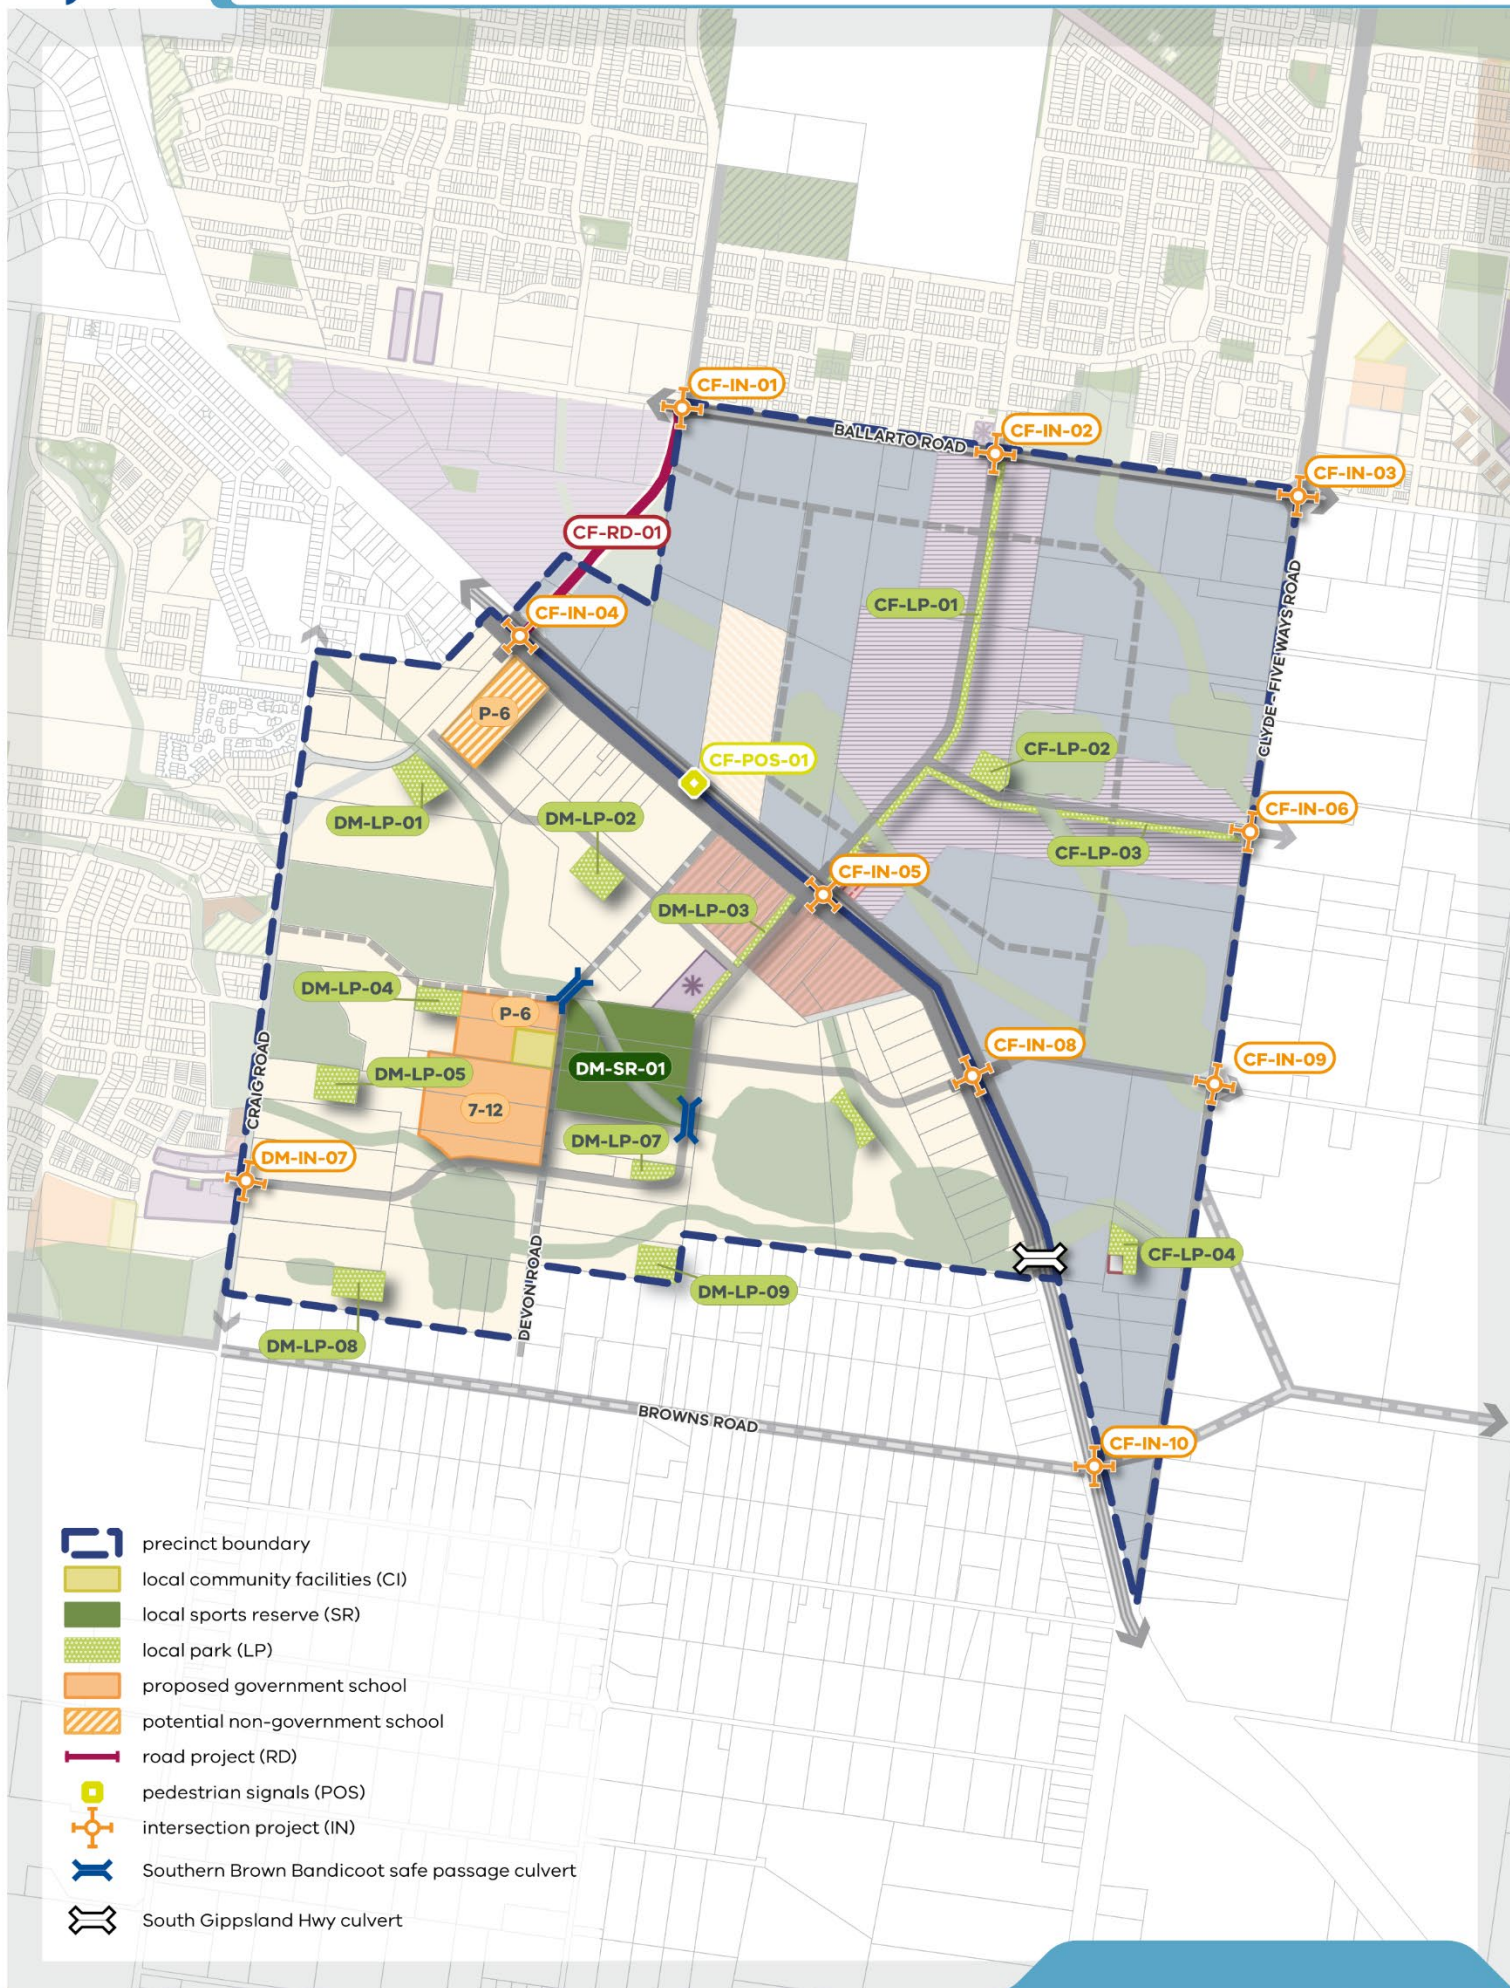 CF-IN-01
BALLARTO ROAD
CF-IN-02
CF-IN-03
CF-RD-01
CF-IN-04
CF-LP-01
CLYDE - FIVE WAYS ROAD
P-6
CF-POS-01
CF-LP-02
DM-LP-01
DM-LP-02
CF-IN-06
CF-LP-03
CF-IN-05
DM-LP-03
DM-LP-04
P-6
CF-IN-08
DM-SR-01
CF-IN-09
CRAIG ROAD
DM-LP-05
7-12
DM-LP-07
DM-IN-07
CF-LP-04
DEVON ROAD
DM-LP-09
DM-LP-08
BROWNS ROAD
CF-IN-10
precinct boundary
local community facilities (CI)
local sports reserve (SR)
local park (LP)
proposed government school
potential non-government school
road project (RD)
pedestrian signals (POS)
intersection project (IN)
Southern Brown Bandicoot safe passage culvert
South Gippsland Hwy culvert